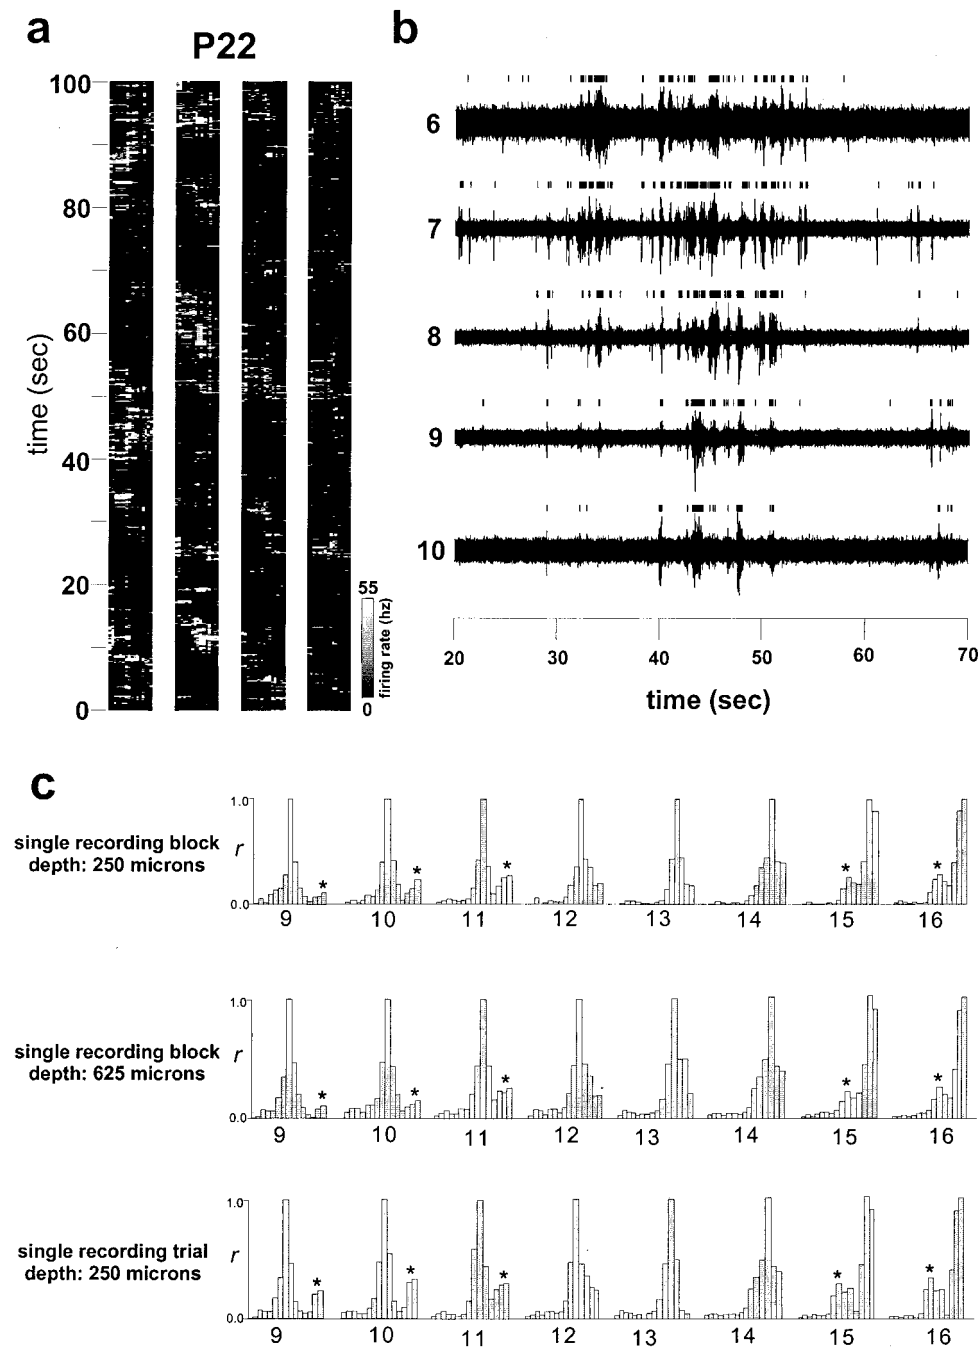 a
P22
100
80
60
40
20
0
time (sec)
55
0
firing rate (hz)
b
6
7
8
9
10
20 30 40 50 60 70
time (sec)
c
single recording block
depth: 250 microns
r
1.0
0.0
* * * * *
9 10 11 12 13 14 15 16
single recording block
depth: 625 microns
r
1.0
0.0
* * * * *
9 10 11 12 13 14 15 16
single recording trial
depth: 250 microns
r
1.0
0.0
* * * * *
9 10 11 12 13 14 15 16